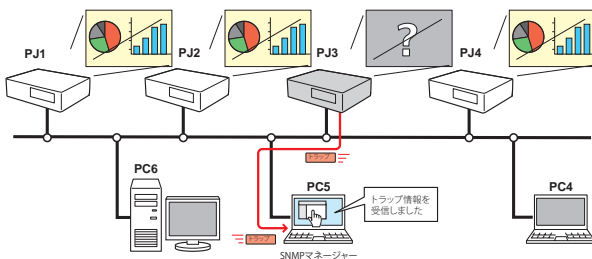 PJ1
PJ2
PJ3
?
PJ4
トラップ
PC6
PC5
トラップ情報を
受信しました
PC4
トラップ
SNMPマネージャー